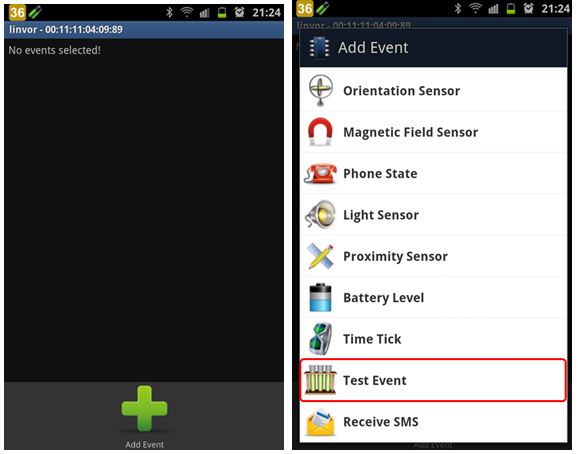 36 21:24
linvor - 00:11:11:04:09:89
No events selected!
Add Event
36 21:24
linvor - 00:11:11:04:09:89
Add Event
Orientation Sensor
Magnetic Field Sensor
Phone State
Light Sensor
Proximity Sensor
Battery Level
Time Tick
Test Event
Receive SMS
Add Event